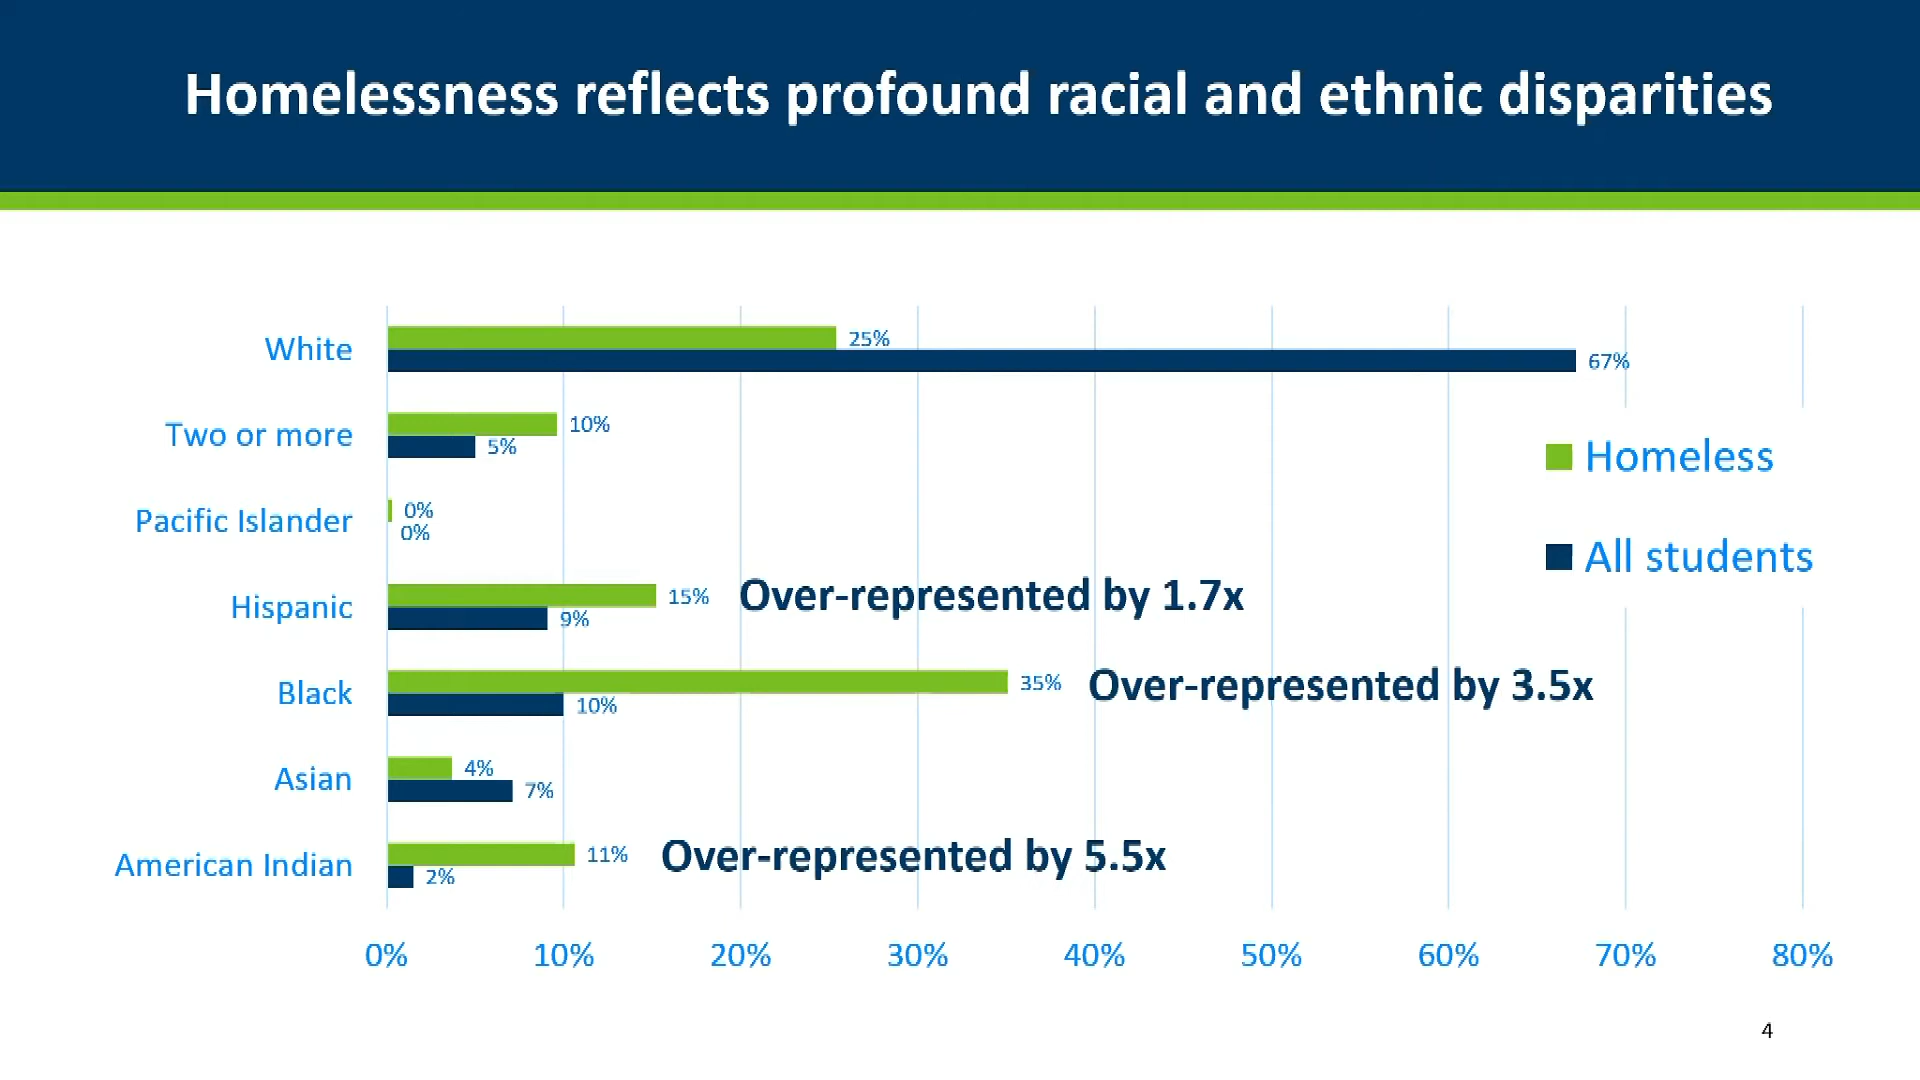 Homelessness reflects profound racial and ethnic disparities
White
25%
67%
Two or more
10%
5%
Homeless
Pacific Islander
0%
0%
All students
Hispanic
15%
9%
Over-represented by 1.7x
Black
35%
10%
Over-represented by 3.5x
Asian
4%
7%
American Indian
11%
2%
Over-represented by 5.5x
0% 10% 20% 30% 40% 50% 60% 70% 80%
4